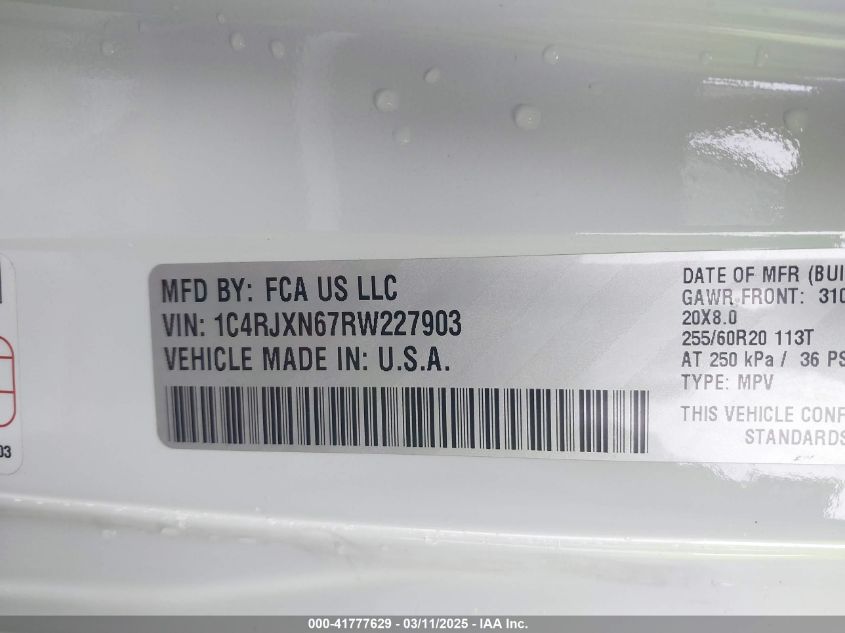 MFD BY: FCA US LLC
VIN: 1C4RJXN67RW227903
VEHICLE MADE IN: U.S.A.
DATE OF MFR (BUI
GAWR FRONT: 310
20X8.0
255/60R20 113T
AT 250 kPa / 36 PS
TYPE: MPV
THIS VEHICLE CONF
STANDARDS
03
000-41777629 - 03/11/2025 - IAA Inc.